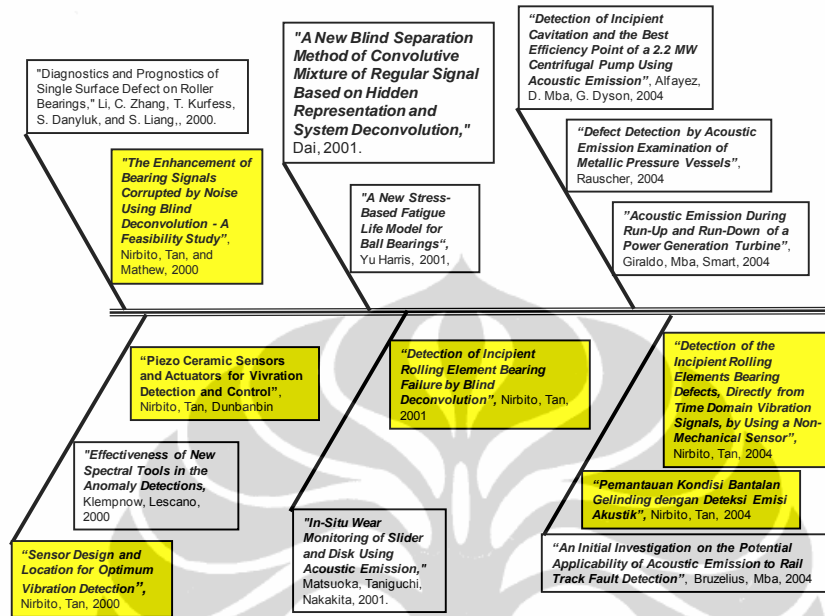 "Diagnostics and Prognostics of
Single Surface Defect on Roller
Bearings," Li, C. Zhang, T. Kurfess,
S. Danyluk, and S. Liang,, 2000.
"The Enhancement of
Bearing Signals
Corrupted by Noise
Using Blind
Deconvolution - A
Feasibility Study”,
Nirbito, Tan, and
Mathew, 2000
"A New Blind Separation
Method of Convolutive
Mixture of Regular Signal
Based on Hidden
Representation and
System Deconvolution,"
Dai, 2001.
"A New Stress-
Based Fatigue
Life Model for
Ball Bearings“,
Yu Harris, 2001,
“Detection of Incipient
Cavitation and the Best
Efficiency Point of a 2.2 MW
Centrifugal Pump Using
Acoustic Emission”, Alfayez,
D. Mba, G. Dyson, 2004
“Defect Detection by Acoustic
Emission Examination of
Metallic Pressure Vessels”,
Rauscher, 2004
”Acoustic Emission During
Run-Up and Run-Down of a
Power Generation Turbine”,
Giraldo, Mba, Smart, 2004
“Piezo Ceramic Sensors
and Actuators for Vivration
Detection and Control”,
Nirbito, Tan, Dunbanbin
"Effectiveness of New
Spectral Tools in the
Anomaly Detections,
Klempnow, Lescano,
2000
“Sensor Design and
Location for Optimum
Vibration Detection”,
Nirbito, Tan, 2000
“Detection of Incipient
Rolling Element Bearing
Failure by Blind
Deconvolution”, Nirbito, Tan,
2001
"In-Situ Wear
Monitoring of Slider
and Disk Using
Acoustic Emission,"
Matsuoka, Taniguchi,
Nakakita, 2001.
“Detection of the
Incipient Rolling
Elements Bearing
Defects, Directly from
Time Domain Vibration
Signals, by Using a Non-
Mechanical Sensor”,
Nirbito, Tan, 2004
“Pemantauan Kondisi Bantalan
Gelinding dengan Deteksi Emisi
Akustik”, Nirbito, Tan, 2004
“An Initial Investigation on the Potential
Applicability of Acoustic Emission to Rail
Track Fault Detection”, Bruzelius, Mba, 2004